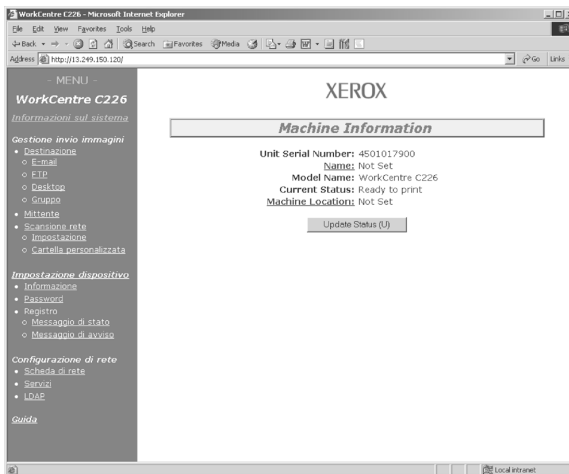 WorkCentre C226 - Microsoft Internet Explorer
File Edit View Favorites Tools Help
Back Search Favorites Media
Address http://13.249.150.120/ Go Links
- MENU -
WorkCentre C226
Informazioni sul sistema
Gestione invio immagini
Destinazione
E-mail
FTP
Desktop
Gruppo
Mittente
Scansione rete
Impostazione
Cartella personalizzata
Impostazione dispositivo
Informazione
Password
Registro
Messaggio di stato
Messaggio di avviso
Configurazione di rete
Scheda di rete
Servizi
LDAP
Guida
XEROX
Machine Information
Unit Serial Number: 4501017900
Name: Not Set
Model Name: WorkCentre C226
Current Status: Ready to print
Machine Location: Not Set
Update Status (U)
Local intranet